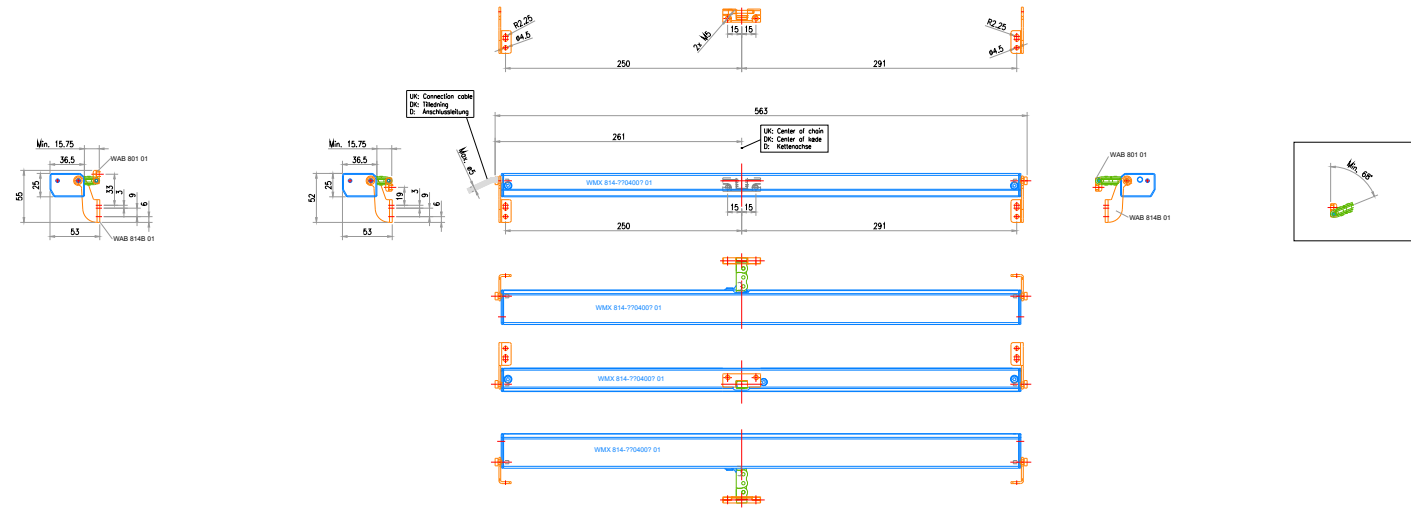 R2.25
ø4.5
2x M5
15 15
R2.25
ø4.5
250
291
UK: Connection cable
DK: Tilledning
D: Anschlussleitung
563
261
UK: Center of chain
DK: Center af kæde
D: Kettenachse
Max. ø5
WMX 814-??0400? 01
15 15
250
291
Min. 15.75
36.5
WAB 801 01
55
25
33
3
9
6
53
WAB 814B 01
Min. 15.75
36.5
52
25
19
3
9
6
53
WAB 801 01
WAB 814B 01
Min. 68°
WMX 814-??0400? 01
WMX 814-??0400? 01
WMX 814-??0400? 01